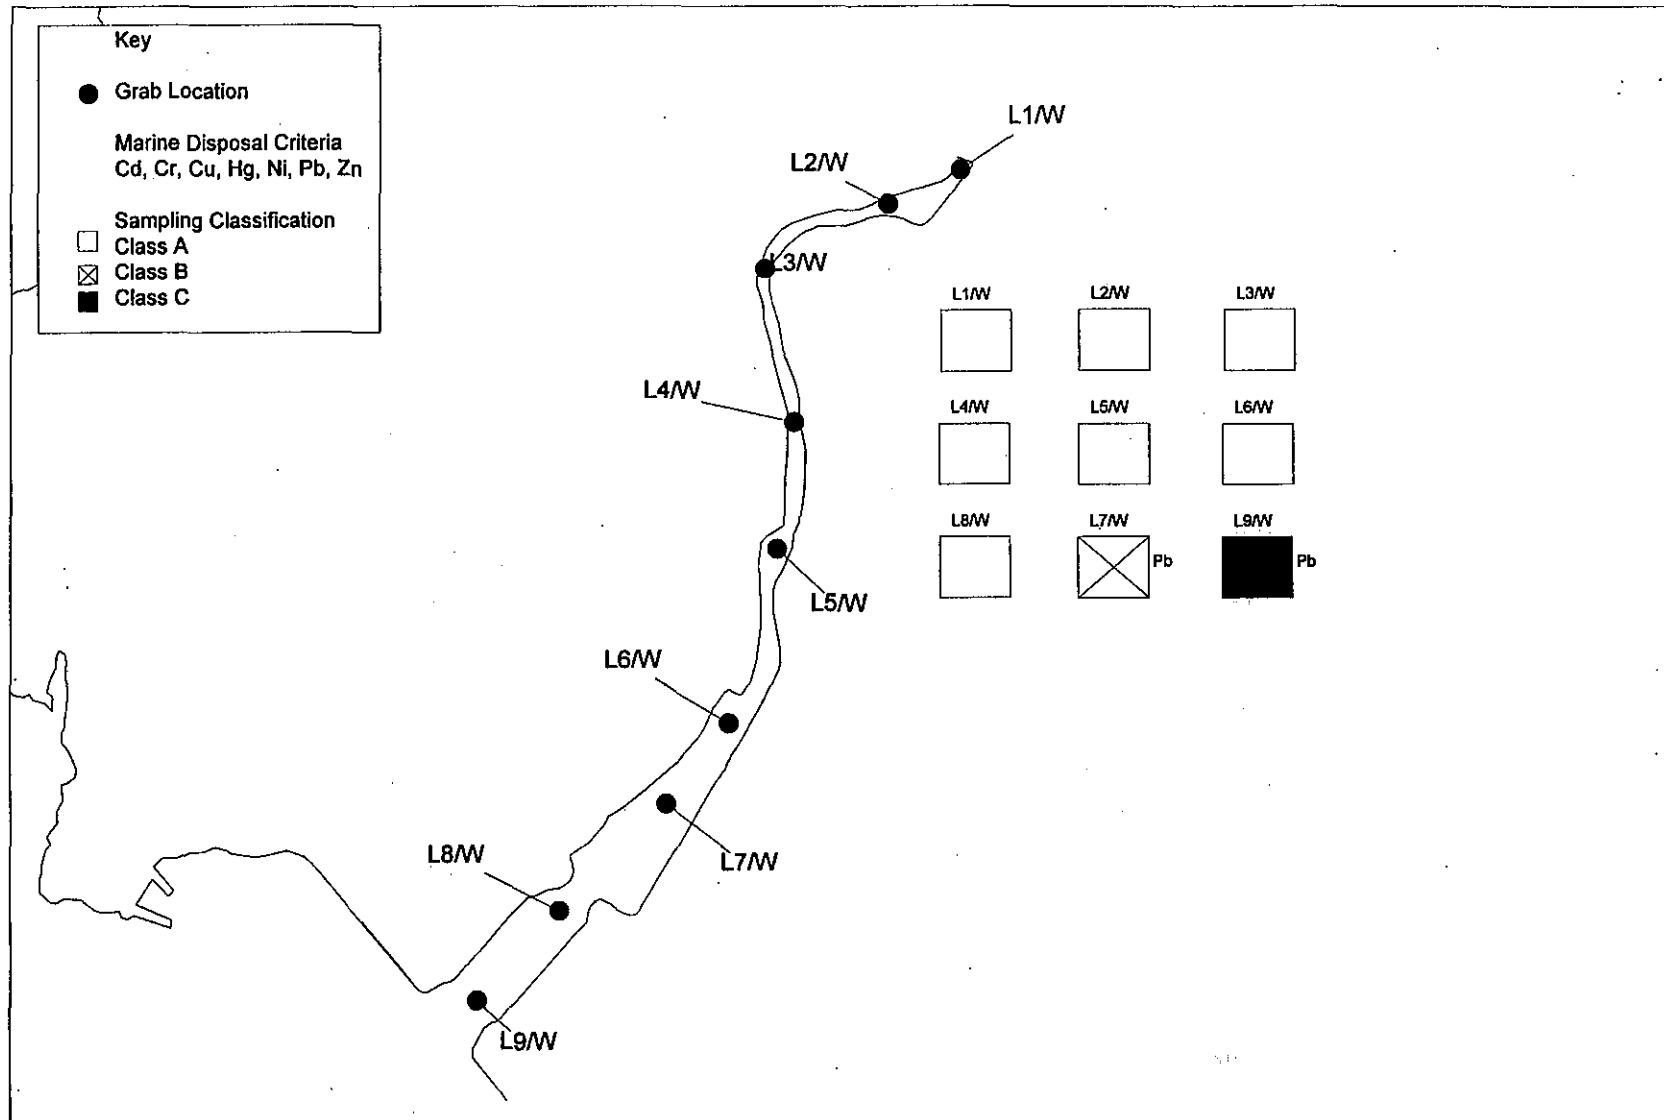 Key
Grab Location
Marine Disposal Criteria
Cd, Cr, Cu, Hg, Ni, Pb, Zn
Sampling Classification
Class A
Class B
Class C
L1/W
L2/W
L3/W
L4/W
L5/W
L6/W
L7/W
L8/W
L9/W
L1/W L2/W L3/W
L4/W L5/W L6/W
L8/W L7/W L9/W
Pb Pb